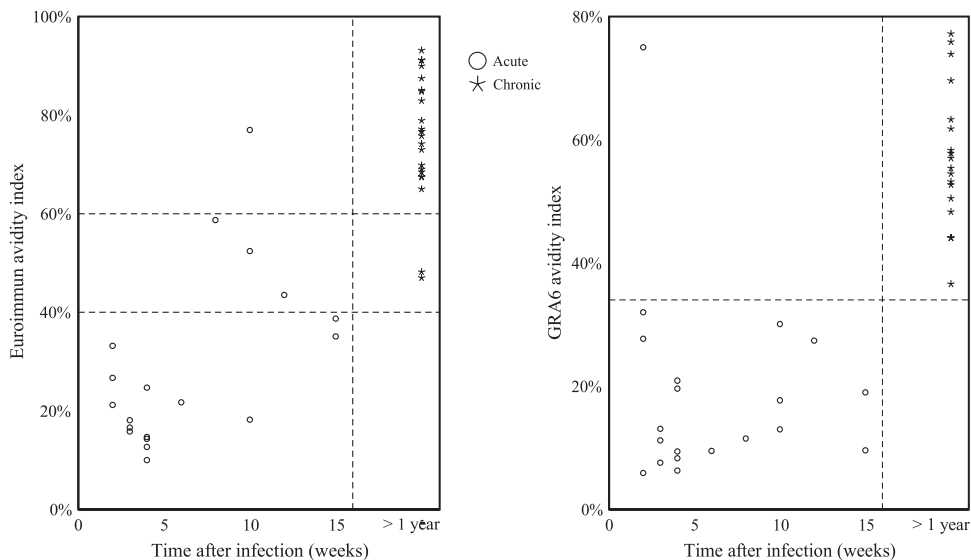 100%
80%
60%
40%
20%
0%
0
5
10
15
> 1 year
Euroimmun avidity index
Time after infection (weeks)
Acute
Chronic
80%
60%
40%
20%
0%
0
5
10
15
> 1 year
GRA6 avidity index
Time after infection (weeks)